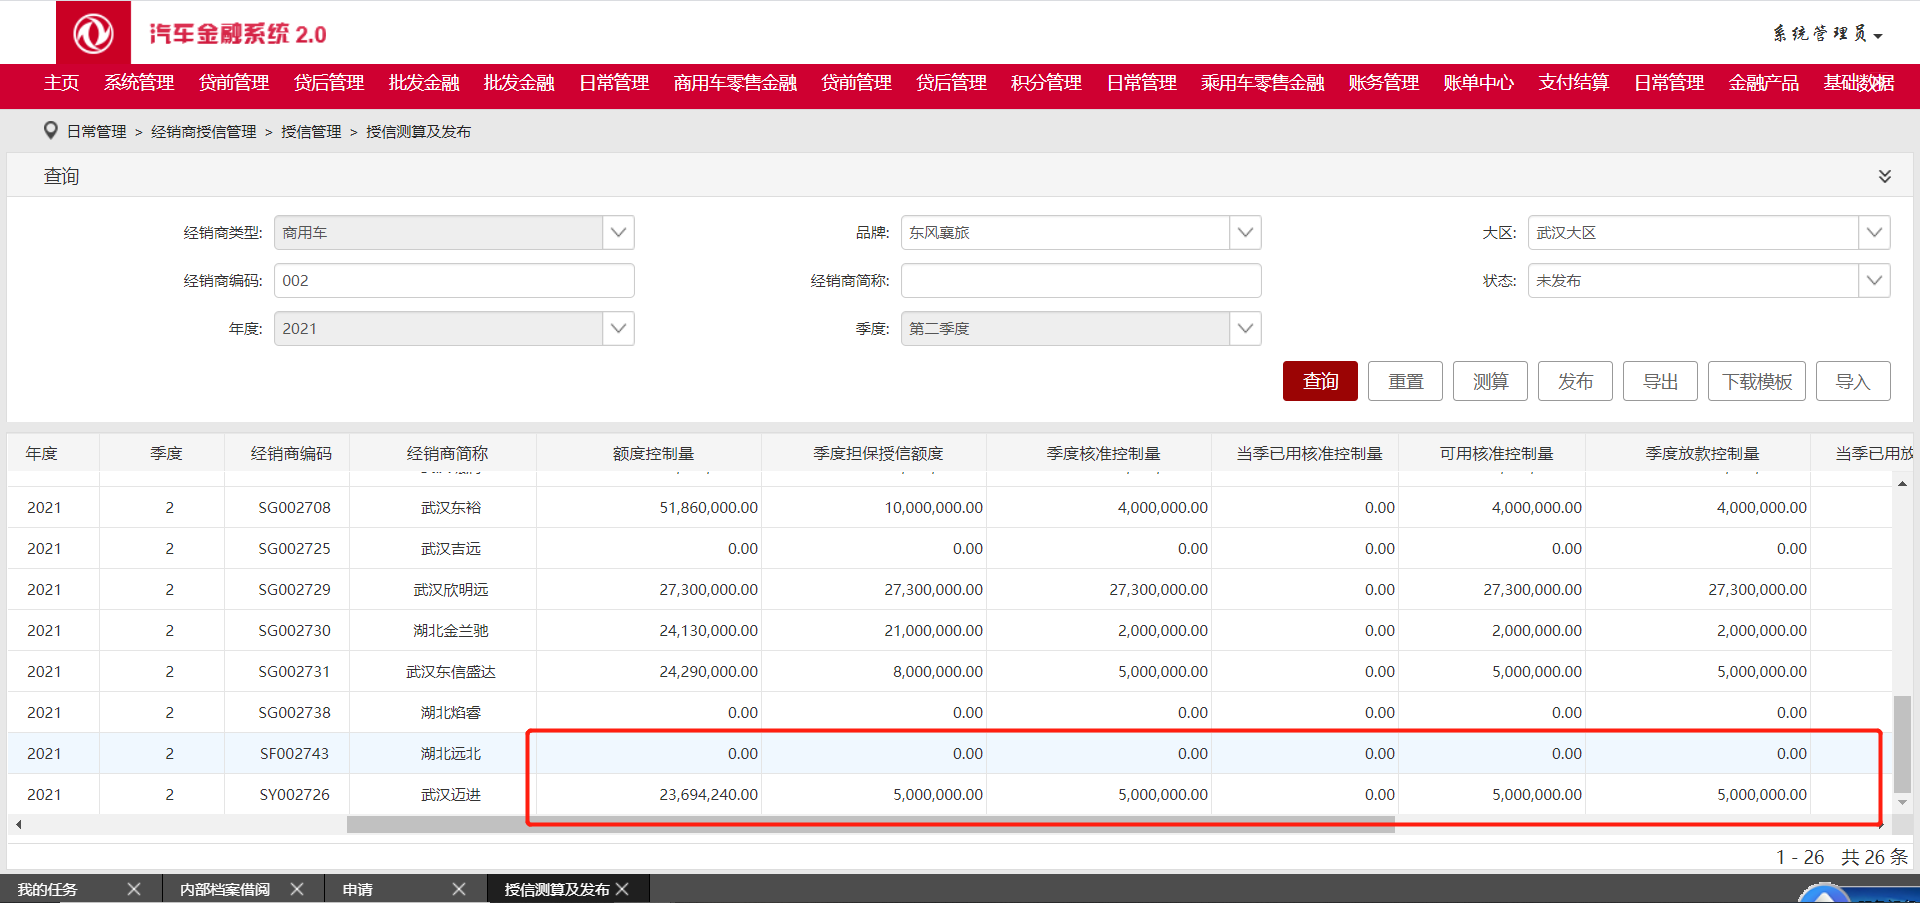 汽车金融系统 2.0
系统管理员
主页 系统管理 贷前管理 贷后管理 批发金融 批发金融 日常管理 商用车零售金融 贷前管理 贷后管理 积分管理 日常管理 乘用车零售金融 账务管理 账单中心 支付结算 日常管理 金融产品 基础数据
日常管理 > 经销商授信管理 > 授信管理 > 授信测算及发布
查询
经销商类型: 商用车 品牌: 东风襄旅 大区: 武汉大区
经销商编码: 002 经销商简称: 状态: 未发布
年度: 2021 季度: 第二季度
查询 重置 测算 发布 导出 下载模板 导入
年度 季度 经销商编码 经销商简称 额度控制量 季度担保授信额度 季度核准控制量 当季已用核准控制量 可用核准控制量 季度放款控制量 当季已用放
2021 2 SG002708 武汉东裕 51,860,000.00 10,000,000.00 4,000,000.00 0.00 4,000,000.00 4,000,000.00
2021 2 SG002725 武汉吉远 0.00 0.00 0.00 0.00 0.00 0.00
2021 2 SG002729 武汉欣明远 27,300,000.00 27,300,000.00 27,300,000.00 0.00 27,300,000.00 27,300,000.00
2021 2 SG002730 湖北金兰驰 24,130,000.00 21,000,000.00 2,000,000.00 0.00 2,000,000.00 2,000,000.00
2021 2 SG002731 武汉东信盛达 24,290,000.00 8,000,000.00 5,000,000.00 0.00 5,000,000.00 5,000,000.00
2021 2 SG002738 湖北焰睿 0.00 0.00 0.00 0.00 0.00 0.00
2021 2 SF002743 湖北远北 0.00 0.00 0.00 0.00 0.00 0.00
2021 2 SY002726 武汉迈进 23,694,240.00 5,000,000.00 5,000,000.00 0.00 5,000,000.00 5,000,000.00
1 - 26 共 26 条
我的任务 内部档案借阅 申请 授信测算及发布